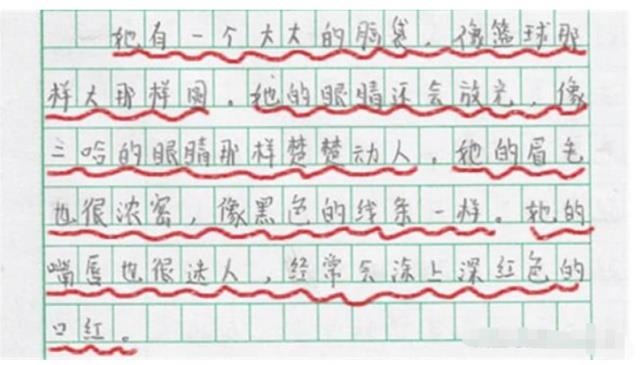 她有一个大大的脑袋，像篮球那
样大那样圆。她的眼睛还会放光，像
二哈的眼睛那样楚楚动人。她的眉毛
也很浓密，像黑色的线条一样。她的
嘴唇也很迷人，经常会涂上深红色的
口红。